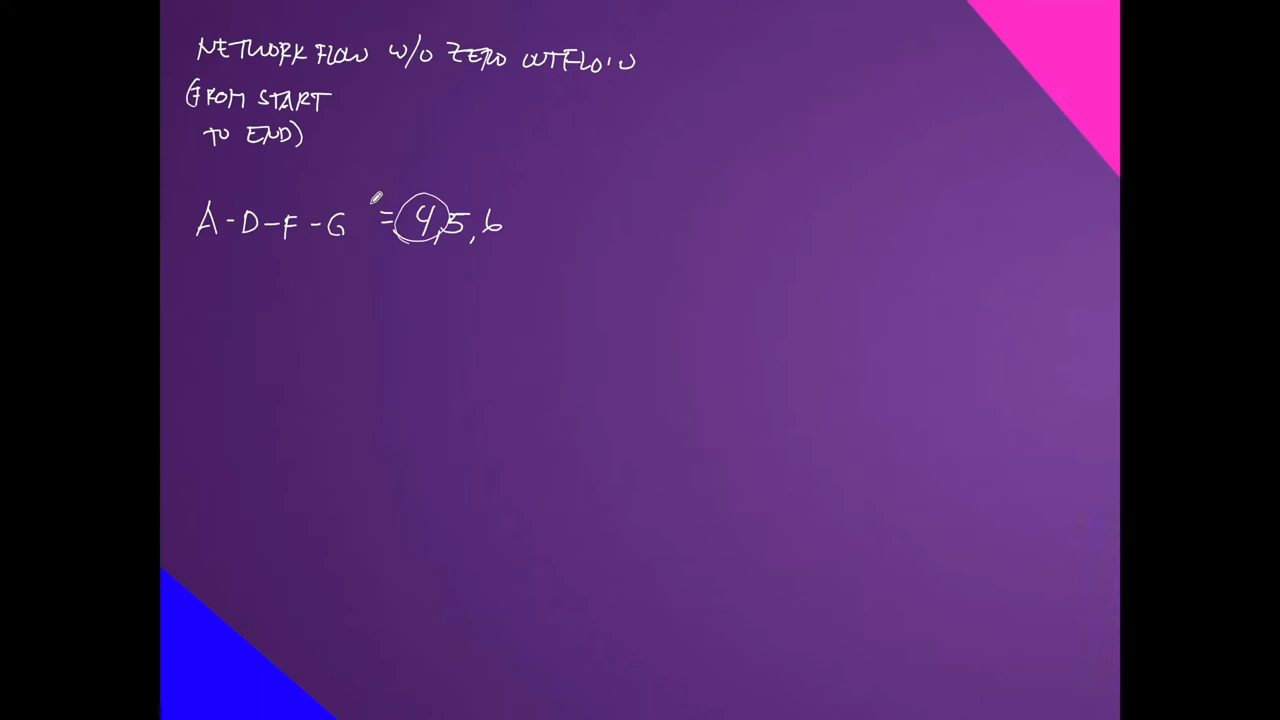 NETWORK FLOW W/O ZERO OUTFLOW
(FROM START
TO END)
A-D-F-G = 4,5,6